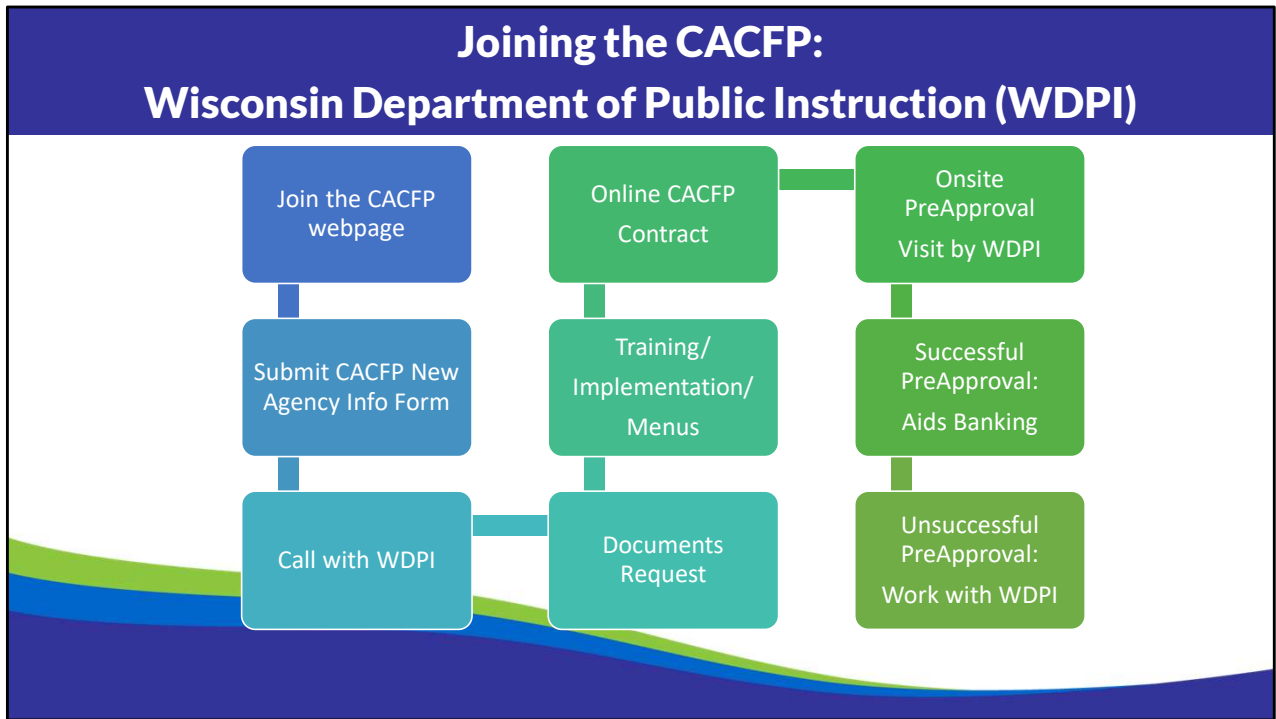 Joining the CACFP:
Wisconsin Department of Public Instruction (WDPI)
Join the CACFP
webpage
Submit CACFP New
Agency Info Form
Call with WDPI
Documents
Request
Training/
Implementation/
Menus
Online CACFP
Contract
Onsite
PreApproval
Visit by WDPI
Successful
PreApproval:
Aids Banking
Unsuccessful
PreApproval:
Work with WDPI